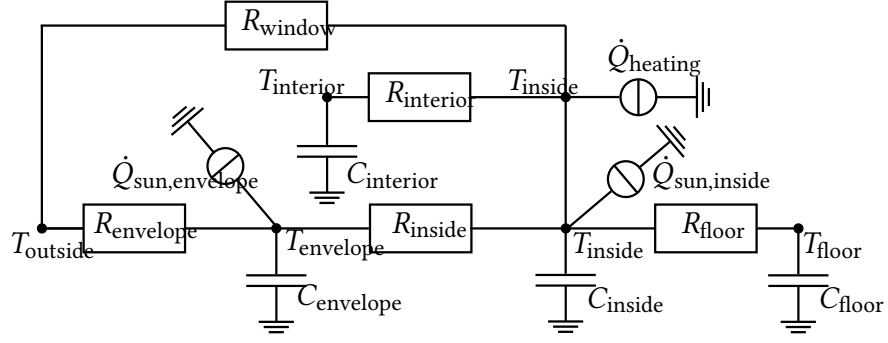 R_window
Q̇_heating
T_interior
R_interior
T_inside
Q̇_sun,envelope
C_interior
Q̇_sun,inside
R_envelope
R_inside
R_floor
T_outside
T_envelope
T_inside
T_floor
C_envelope
C_inside
C_floor